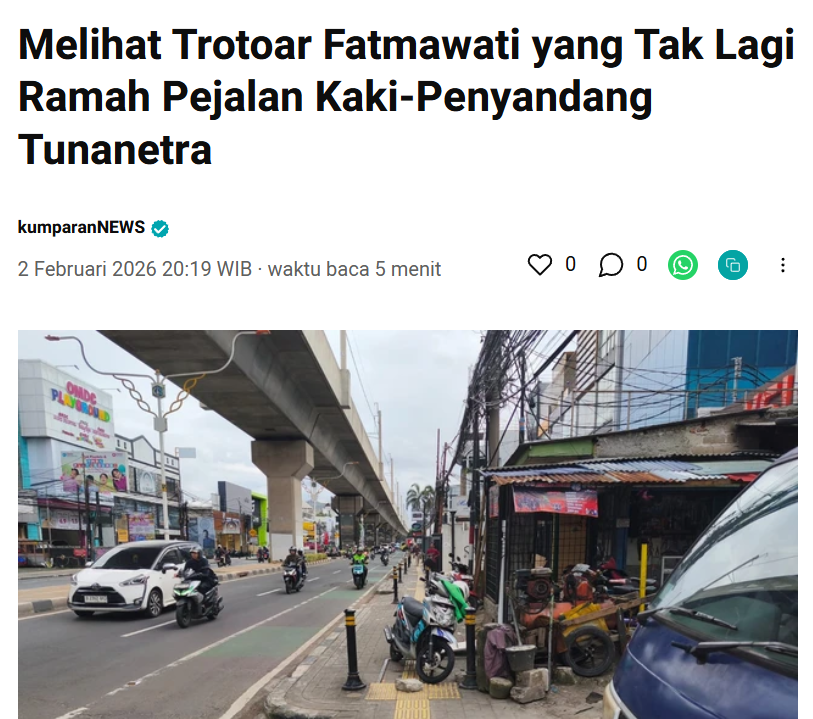 Melihat Trotoar Fatmawati yang Tak Lagi
Ramah Pejalan Kaki-Penyandang
Tunanetra
kumparanNEWS
2 Februari 2026 20:19 WIB · waktu baca 5 menit
0
0
OMDC
PLAYGROUND